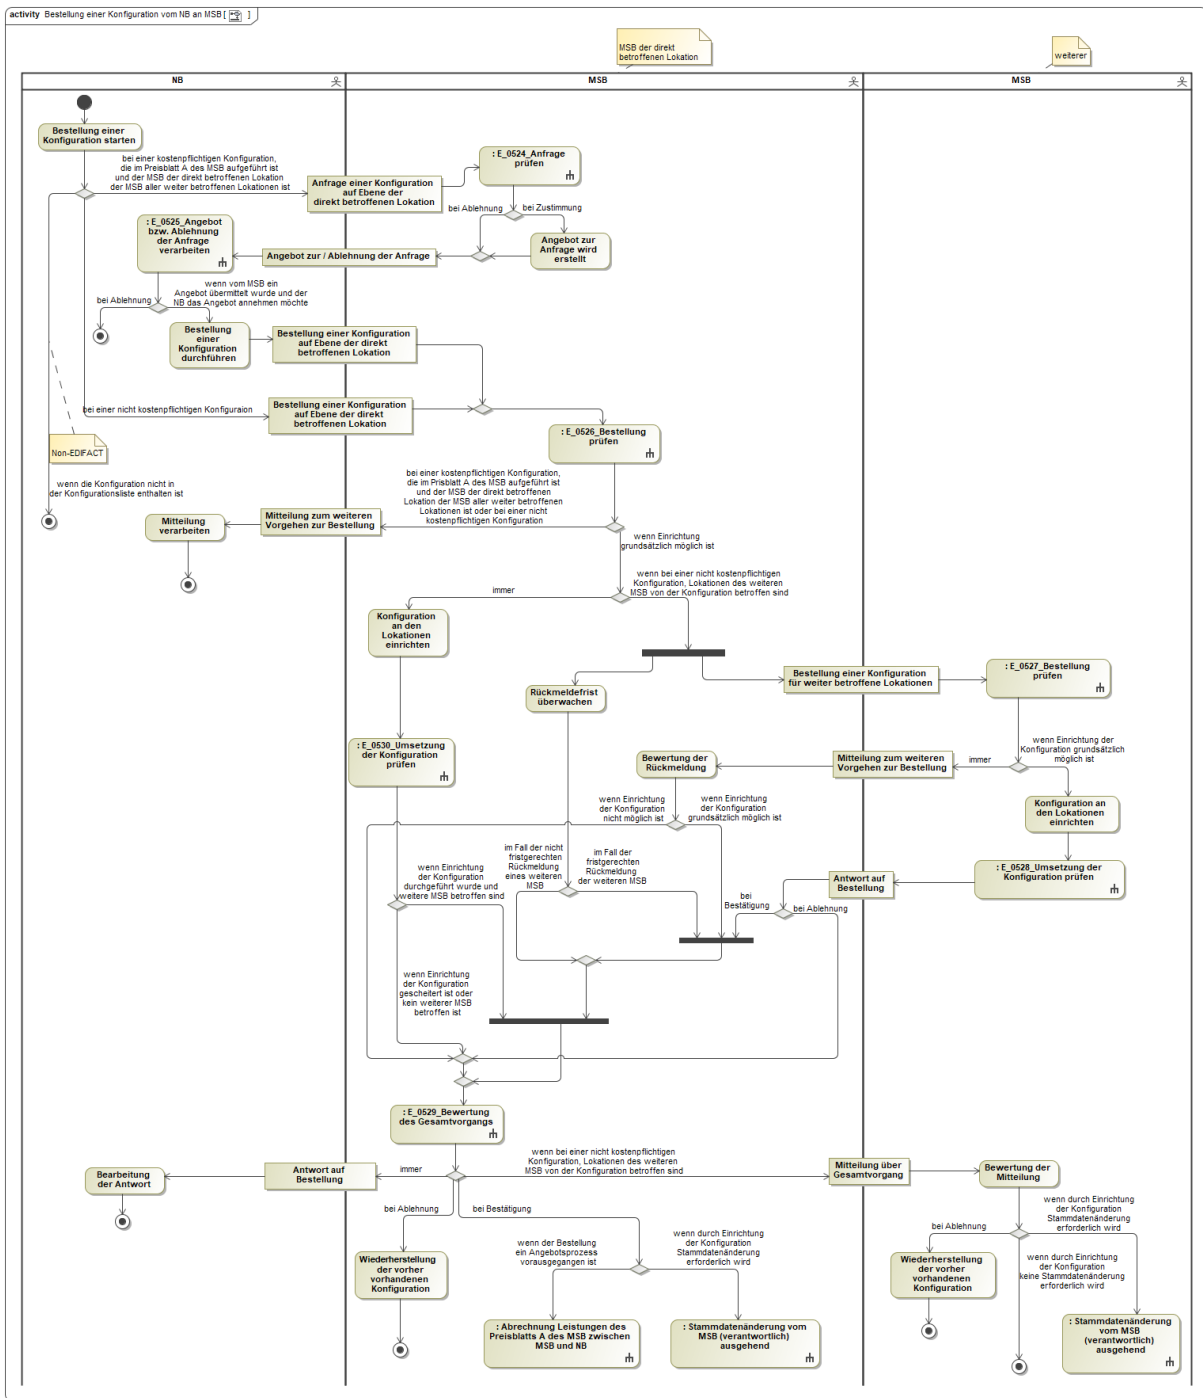 activity Bestellung einer Konfiguration vom NB an MSB [ ]
MSB der direkt
betroffenen Lokation
weiterer
NB
MSB
MSB
Bestellung einer
Konfiguration starten
bei einer kostenpflichtigen Konfiguration,
die im Preisblatt A des MSB aufgeführt ist
und der MSB der direkt betroffenen Lokation
der MSB aller weiter betroffenen Lokationen ist
Anfrage einer Konfiguration
auf Ebene der
direkt betroffenen Lokation
: E_0524_Anfrage
prüfen
bei Ablehnung
bei Zustimmung
Angebot zur
Anfrage wird
erstellt
Angebot zur / Ablehnung der Anfrage
: E_0525_Angebot
bzw. Ablehnung
der Anfrage
verarbeiten
bei Ablehnung
wenn vom MSB ein
Angebot übermittelt wurde und der
NB das Angebot annehmen möchte
Bestellung
einer
Konfiguration
durchführen
Bestellung einer Konfiguration
auf Ebene der direkt
betroffenen Lokation
bei einer nicht kostenpflichtigen Konfiguraion
Bestellung einer Konfiguration
auf Ebene der direkt
betroffenen Lokation
Non-EDIFACT
wenn die Konfiguration nicht in
der Konfigurationsliste enthalten ist
: E_0526_Bestellung
prüfen
bei einer kostenpflichtigen Konfiguration,
die im Prisblatt A des MSB aufgeführt ist
und der MSB der direkt betroffenen
Lokation der MSB aller weiter betroffenen
Lokationen ist oder bei einer nicht
kostenpflichtigen Konfiguration
Mitteilung zum weiteren
Vorgehen zur Bestellung
Mitteilung
verarbeiten
wenn Einrichtung
grundsätzlich möglich ist
immer
wenn bei einer nicht kostenpflichtigen
Konfiguration, Lokationen des weiteren
MSB von der Konfiguration betroffen sind
Konfiguration
an den
Lokationen
einrichten
Rückmeldefrist
überwachen
Bestellung einer Konfiguration
für weiter betroffene Lokationen
: E_0527_Bestellung
prüfen
: E_0530_Umsetzung
der Konfiguration
prüfen
Bewertung der
Rückmeldung
Mitteilung zum weiteren
Vorgehen zur Bestellung
immer
wenn Einrichtung der
Konfiguration grundsätzlich
möglich ist
Konfiguration an
den Lokationen
einrichten
wenn Einrichtung
der Konfiguration
nicht möglich ist
wenn Einrichtung
der Konfiguration
grundsätzlich möglich ist
im Fall der nicht
fristgerechten
Rückmeldung
eines weiteren
MSB
im Fall der
fristgerechten
Rückmeldung
der weiteren MSB
wenn Einrichtung
der Konfiguration
durchgeführt wurde und
weitere MSB betroffen sind
Antwort auf
Bestellung
: E_0528_Umsetzung der
Konfiguration prüfen
bei
Bestätigung
bei Ablehnung
wenn Einrichtung
der Konfiguration
gescheitert ist oder
kein weiterer MSB
betroffen ist
: E_0529_Bewertung
des Gesamtvorgangs
Bearbeitung
der Antwort
Antwort auf
Bestellung
immer
wenn bei einer nicht kostenpflichtigen
Konfiguration, Lokationen des weiteren
MSB von der Konfiguration betroffen sind
Mitteilung über
Gesamtvorgang
Bewertung der
Mitteilung
bei Ablehnung
bei Bestätigung
Wiederherstellung
der vorher
vorhandenen
Konfiguration
wenn der Bestellung
ein Angebotsprozess
vorausgegangen ist
wenn durch Einrichtung
der Konfiguration
Stammdatenänderung
erforderlich wird
: Abrechnung Leistungen des
Preisblatts A des MSB zwischen
MSB und NB
: Stammdatenänderung vom
MSB (verantwortlich)
ausgehend
bei Ablehnung
wenn durch Einrichtung
der Konfiguration
Stammdatenänderung
erforderlich wird
Wiederherstellung
der vorher
vorhandenen
Konfiguration
wenn durch Einrichtung
der Konfiguration
keine Stammdatenänderung
erforderlich wird
: Stammdatenänderung
vom MSB
(verantwortlich)
ausgehend